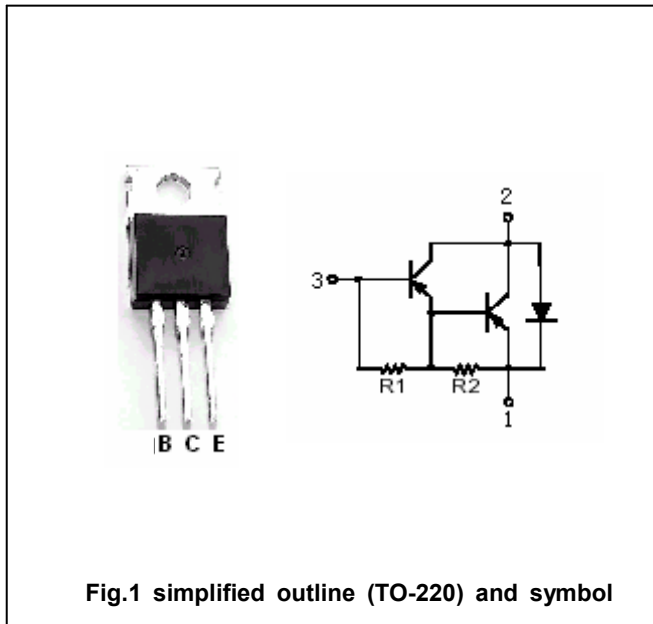 B C E
2
3
R1 R2
1
Fig.1 simplified outline (TO-220) and symbol